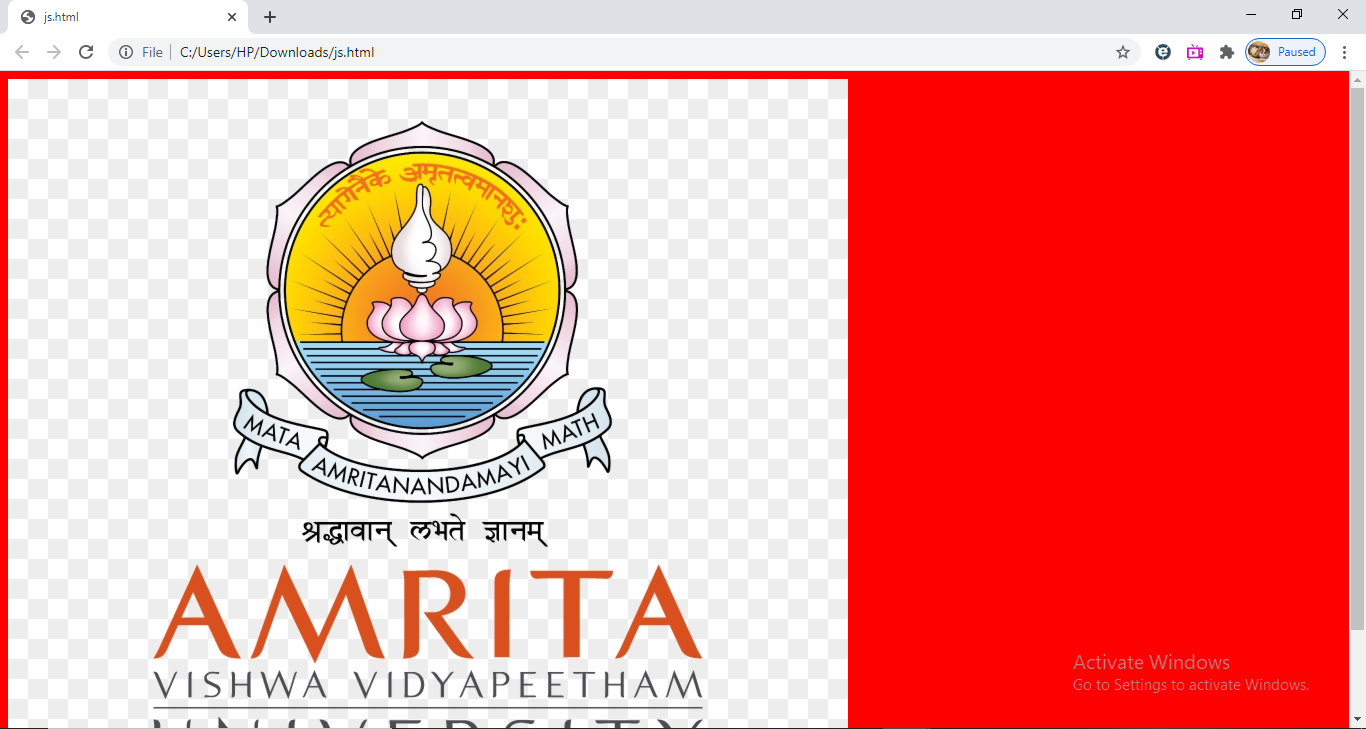 js.html
File
C:/Users/HP/Downloads/js.html
Paused
त्यागेनैके अमृतत्वमानशुः
MATA AMRITANANDAMAYI MATH
श्रद्धावान् लभते ज्ञानम्
AMRITA
VISHWA VIDYAPEETHAM
UNIVERSITY
Activate Windows
Go to Settings to activate Windows.